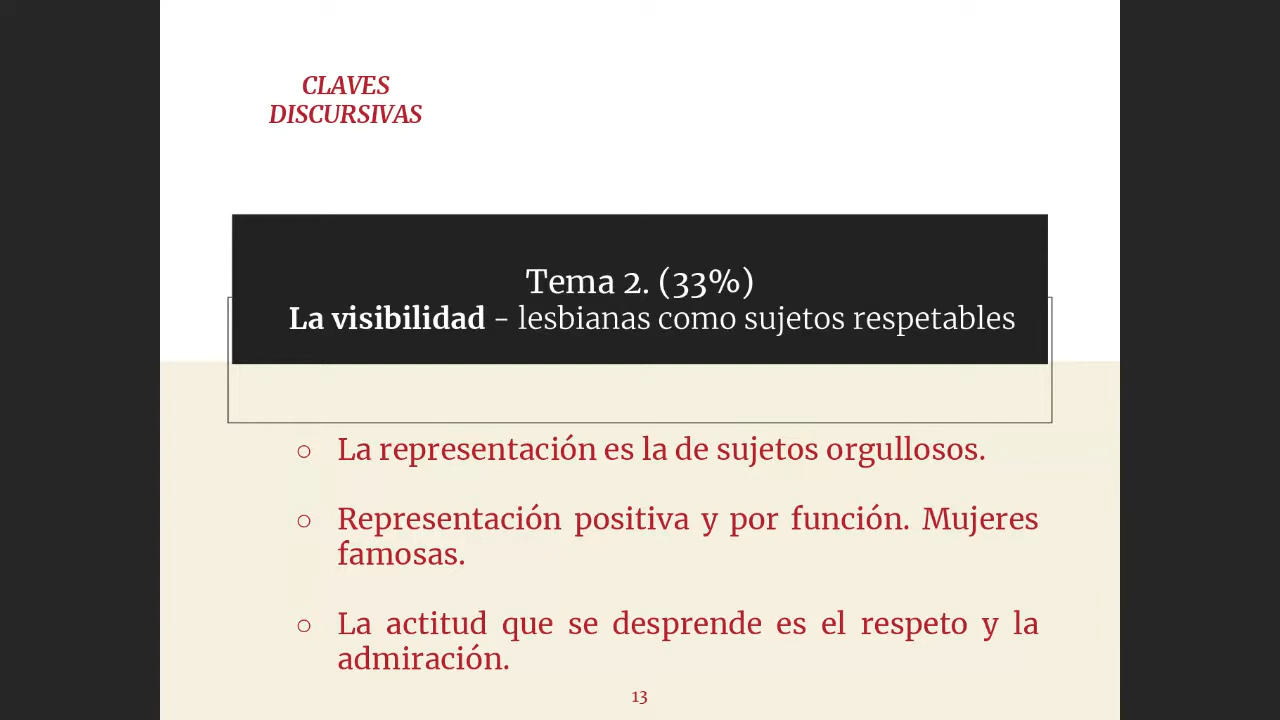 CLAVES
DISCURSIVAS
Tema 2. (33%)
La visibilidad - lesbianas como sujetos respetables
○ La representación es la de sujetos orgullosos.
○ Representación positiva y por función. Mujeres
famosas.
○ La actitud que se desprende es el respeto y la
admiración.
13